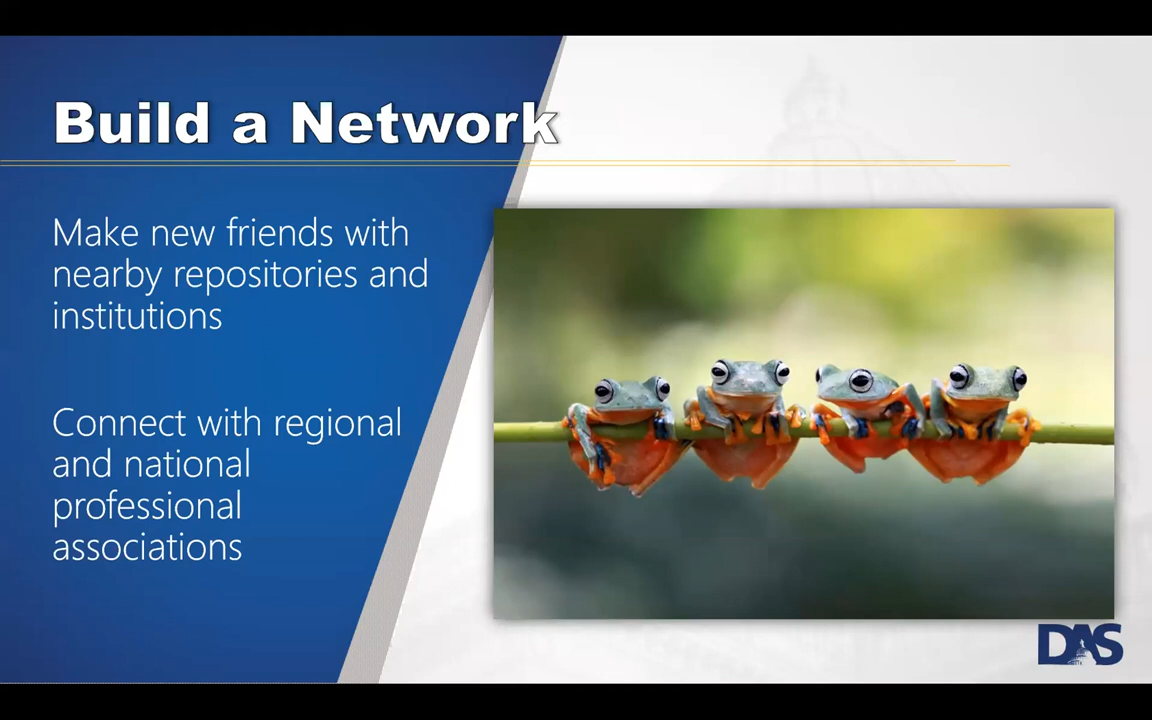 Build a Network
Make new friends with
nearby repositories and
institutions
Connect with regional
and national
professional
associations
DAS